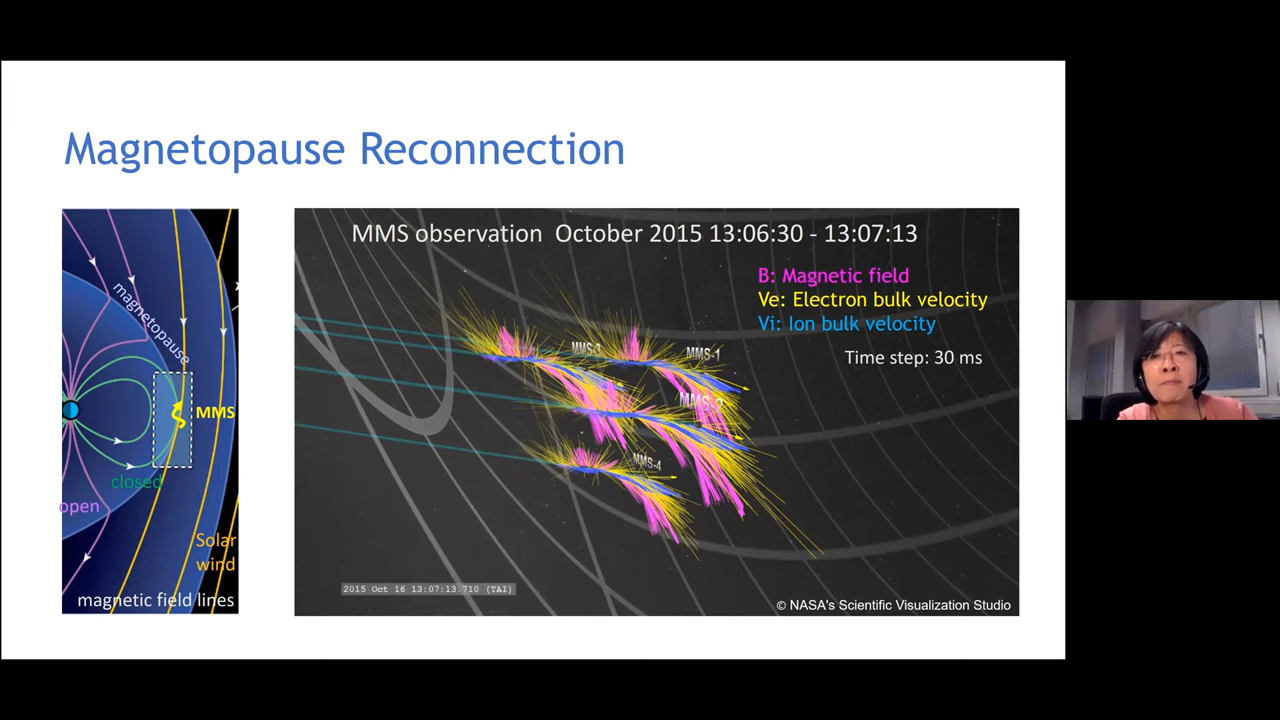 Magnetopause Reconnection
magnetopause
MMS
closed
open
Solar
wind
magnetic field lines
MMS observation October 2015 13:06:30 - 13:07:13
B: Magnetic field
Ve: Electron bulk velocity
Vi: Ion bulk velocity
Time step: 30 ms
MMS-3
MMS-1
MMS-2
MMS-4
2015 Oct 16 13:07:13.710 (TAI)
© NASA's Scientific Visualization Studio